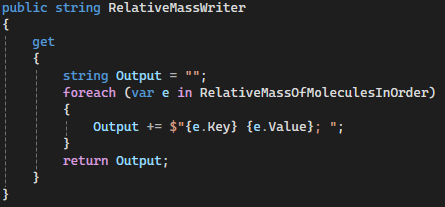 public string RelativeMassWriter
{
get
{
string Output = "";
foreach (var e in RelativeMassOfMoleculesInOrder)
{
Output += $"{e.Key} {e.Value}; ";
}
return Output;
}
}